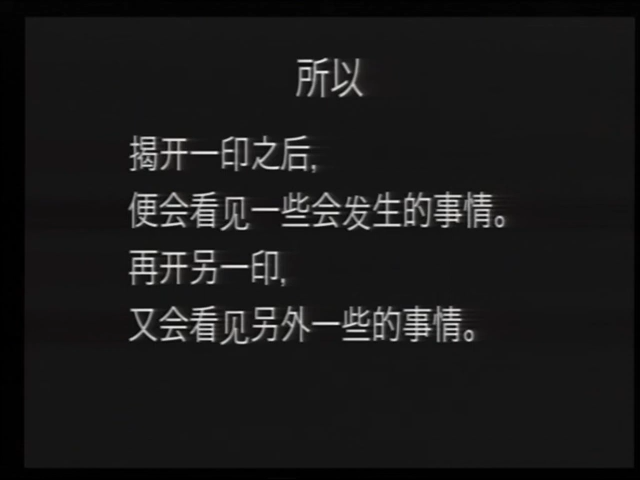 所以
揭开一印之后,
便会看见一些会发生的事情。
再开另一印,
又会看见另外一些的事情。